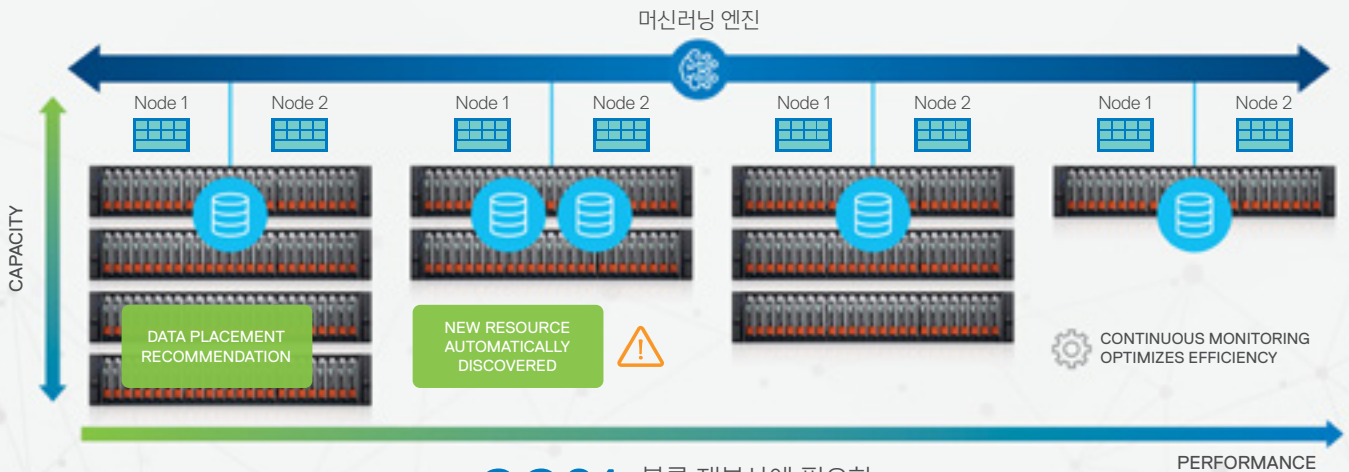 머신러닝 엔진
Node 1
Node 2
Node 1
Node 2
Node 1
Node 2
Node 1
Node 2
CAPACITY
DATA PLACEMENT
RECOMMENDATION
NEW RESOURCE
AUTOMATICALLY
DISCOVERED
CONTINUOUS MONITORING
OPTIMIZES EFFICIENCY
PERFORMANCE